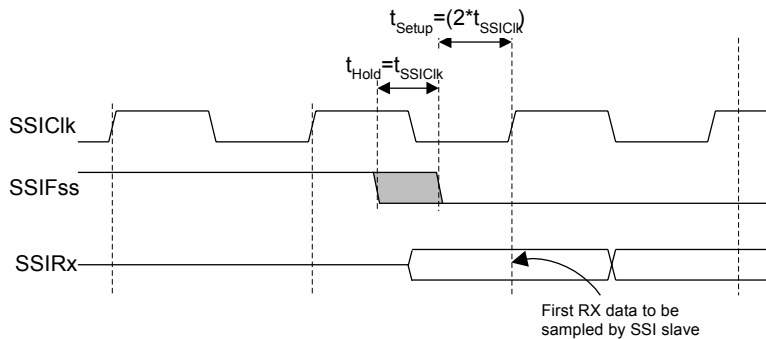 tSetup=(2*tSSIClk)
tHold=tSSIClk
SSIClk
SSIFss
SSIRx
First RX data to be
sampled by SSI slave